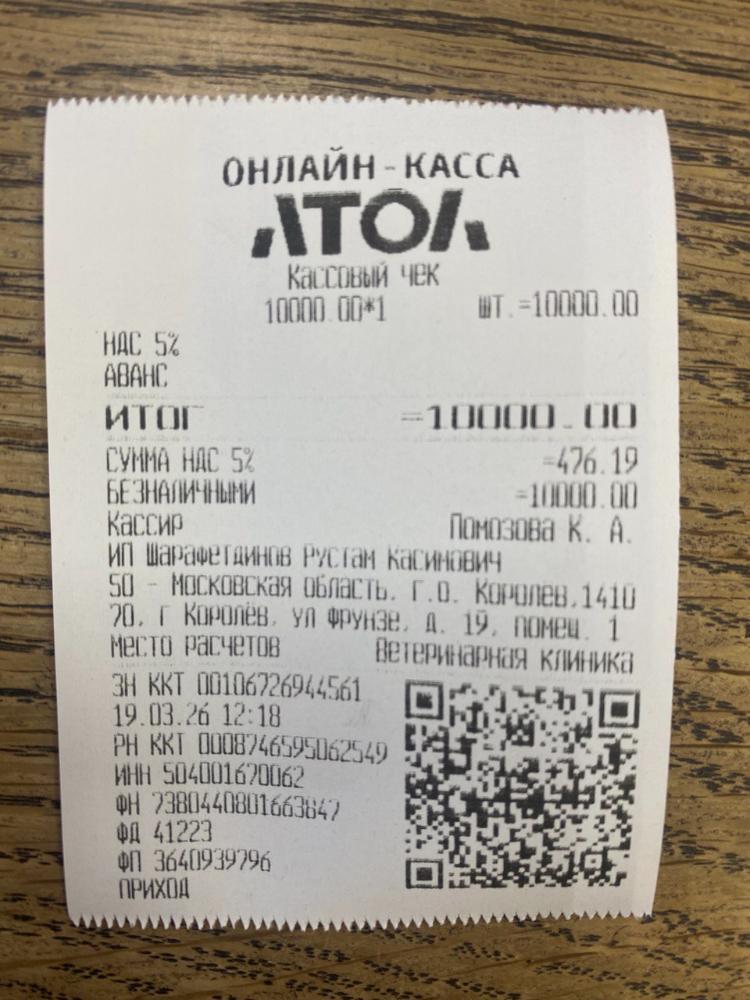 ОНЛАЙН-КАССА
АТОЛ
Кассовый чек
10000.00*1 шт.=10000.00
НДС 5%
АВАНС
ИТОГ =10000.00
СУММА НДС 5% =476.19
БЕЗНАЛИЧНЫМИ =10000.00
Кассир Помозова К. А.
ИП Шарафетдинов Рустам Касинович
50 - Московская область, г.о. Королев,1410
70, г Королёв, ул Фрунзе, д. 19, помещ. 1
Место расчетов Ветеринарная клиника
ЗН ККТ 00106726944561
19.03.26 12:18
РН ККТ 0008746595062549
ИНН 504001670062
ФН 7380440801663847
ФД 41223
ФП 3640939796
ПРИХОД